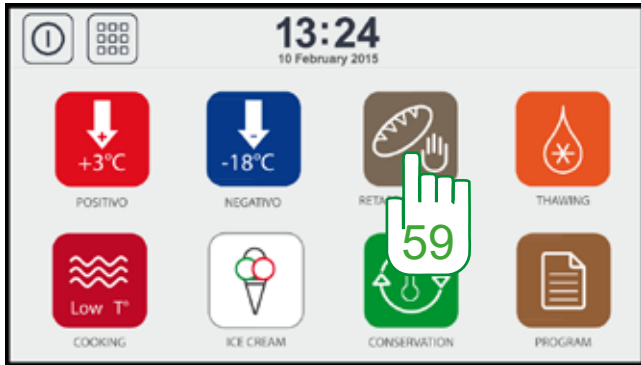 13:24
10 February 2015
+
+3°C
-
-18°C
POSITIVO
NEGATIVO
THAWING
59
Low T°
COOKING
ICE CREAM
CONSERVATION
PROGRAM